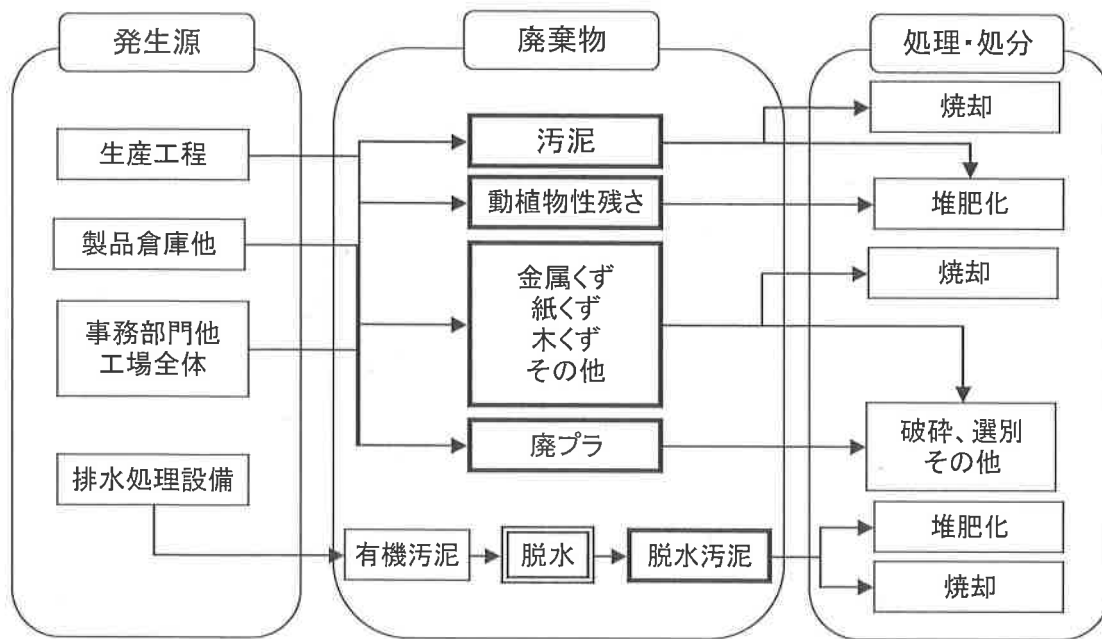 発生源
廃棄物
処理・処分
生産工程
製品倉庫他
事務部門他
工場全体
排水処理設備
汚泥
動植物性残さ
金属くず
紙くず
木くず
その他
廃プラ
有機汚泥
脱水
脱水汚泥
焼却
堆肥化
焼却
破砕、選別
その他
堆肥化
焼却